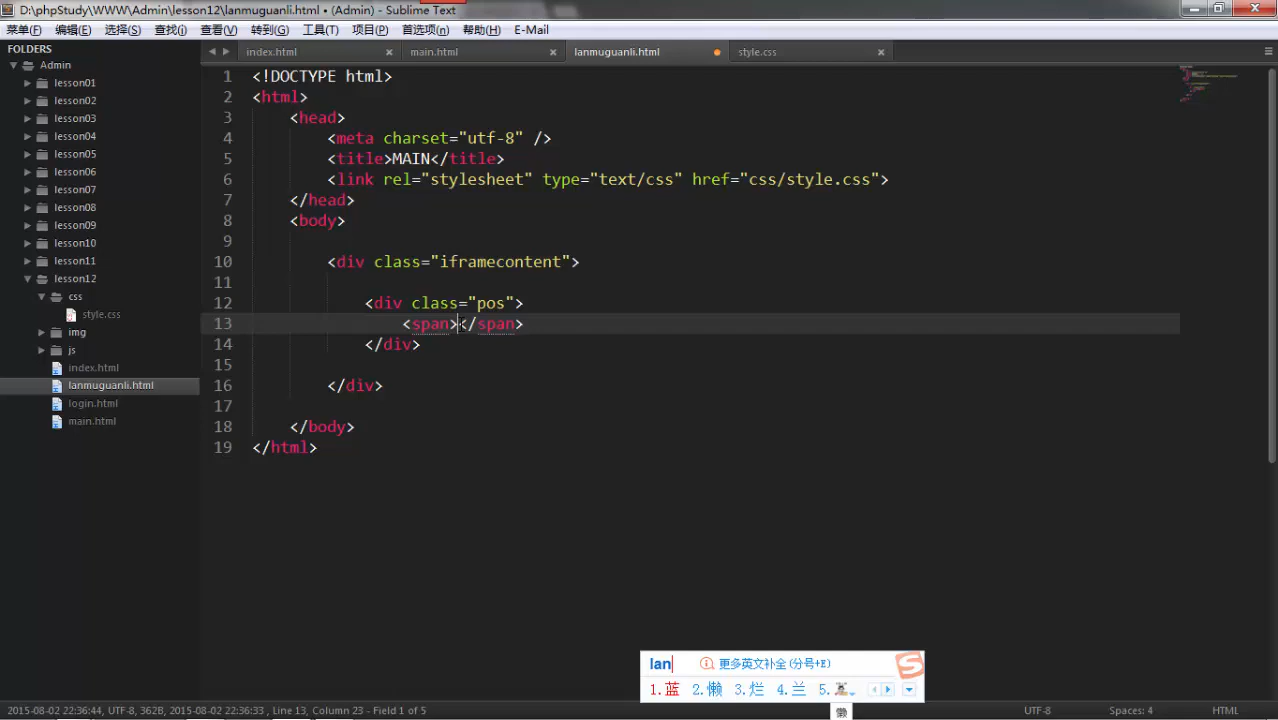 D:\phpStudy\WWW\Admin\lesson12\lanmuguanli.html • (Admin) - Sublime Text
菜单(F) 编辑(E) 选择(S) 查找(I) 查看(V) 转到(G) 工具(T) 项目(P) 首选项(n) 帮助(H) E-Mail
FOLDERS
Admin
lesson01
lesson02
lesson03
lesson04
lesson05
lesson06
lesson07
lesson08
lesson09
lesson10
lesson11
lesson12
css
style.css
img
js
index.html
lanmuguanli.html
login.html
main.html
index.html main.html lanmuguanli.html style.css
1 <!DOCTYPE html>
2 <html>
3 <head>
4 <meta charset="utf-8" />
5 <title>MAIN</title>
6 <link rel="stylesheet" type="text/css" href="css/style.css">
7 </head>
8 <body>
9
10 <div class="iframecontent">
11
12 <div class="pos">
13 <span></span>
14 </div>
15
16 </div>
17
18 </body>
19 </html>
lan 更多英文补全(分号+E)
1.蓝 2.懒 3.烂 4.兰 5.
懒
2015-08-02 22:36:44, UTF-8, 362B, 2015-08-02 22:36:33, Line 13, Column 23 - Field 1 of 5 UTF-8 Spaces: 4 HTML